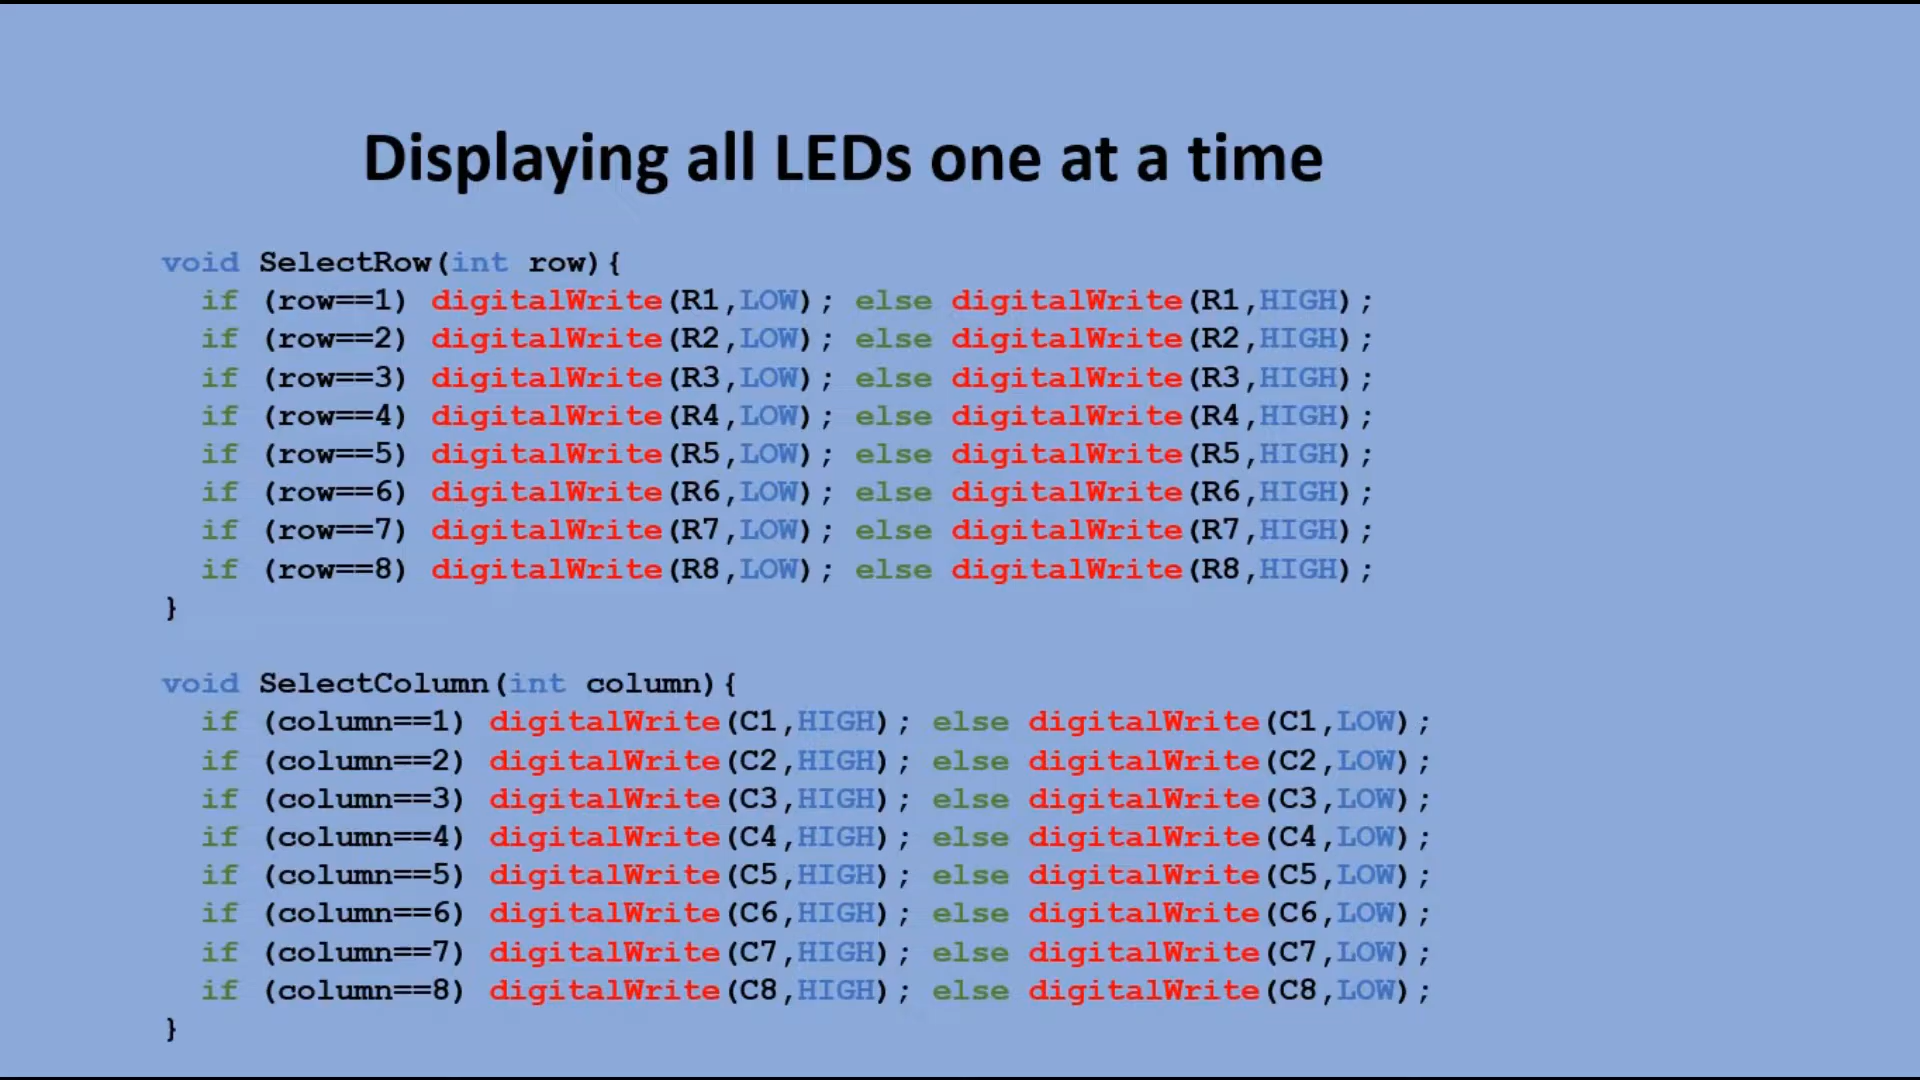 Displaying all LEDs one at a time
void SelectRow(int row){
if (row==1) digitalWrite(R1,LOW); else digitalWrite(R1,HIGH);
if (row==2) digitalWrite(R2,LOW); else digitalWrite(R2,HIGH);
if (row==3) digitalWrite(R3,LOW); else digitalWrite(R3,HIGH);
if (row==4) digitalWrite(R4,LOW); else digitalWrite(R4,HIGH);
if (row==5) digitalWrite(R5,LOW); else digitalWrite(R5,HIGH);
if (row==6) digitalWrite(R6,LOW); else digitalWrite(R6,HIGH);
if (row==7) digitalWrite(R7,LOW); else digitalWrite(R7,HIGH);
if (row==8) digitalWrite(R8,LOW); else digitalWrite(R8,HIGH);
}
void SelectColumn(int column){
if (column==1) digitalWrite(C1,HIGH); else digitalWrite(C1,LOW);
if (column==2) digitalWrite(C2,HIGH); else digitalWrite(C2,LOW);
if (column==3) digitalWrite(C3,HIGH); else digitalWrite(C3,LOW);
if (column==4) digitalWrite(C4,HIGH); else digitalWrite(C4,LOW);
if (column==5) digitalWrite(C5,HIGH); else digitalWrite(C5,LOW);
if (column==6) digitalWrite(C6,HIGH); else digitalWrite(C6,LOW);
if (column==7) digitalWrite(C7,HIGH); else digitalWrite(C7,LOW);
if (column==8) digitalWrite(C8,HIGH); else digitalWrite(C8,LOW);
}